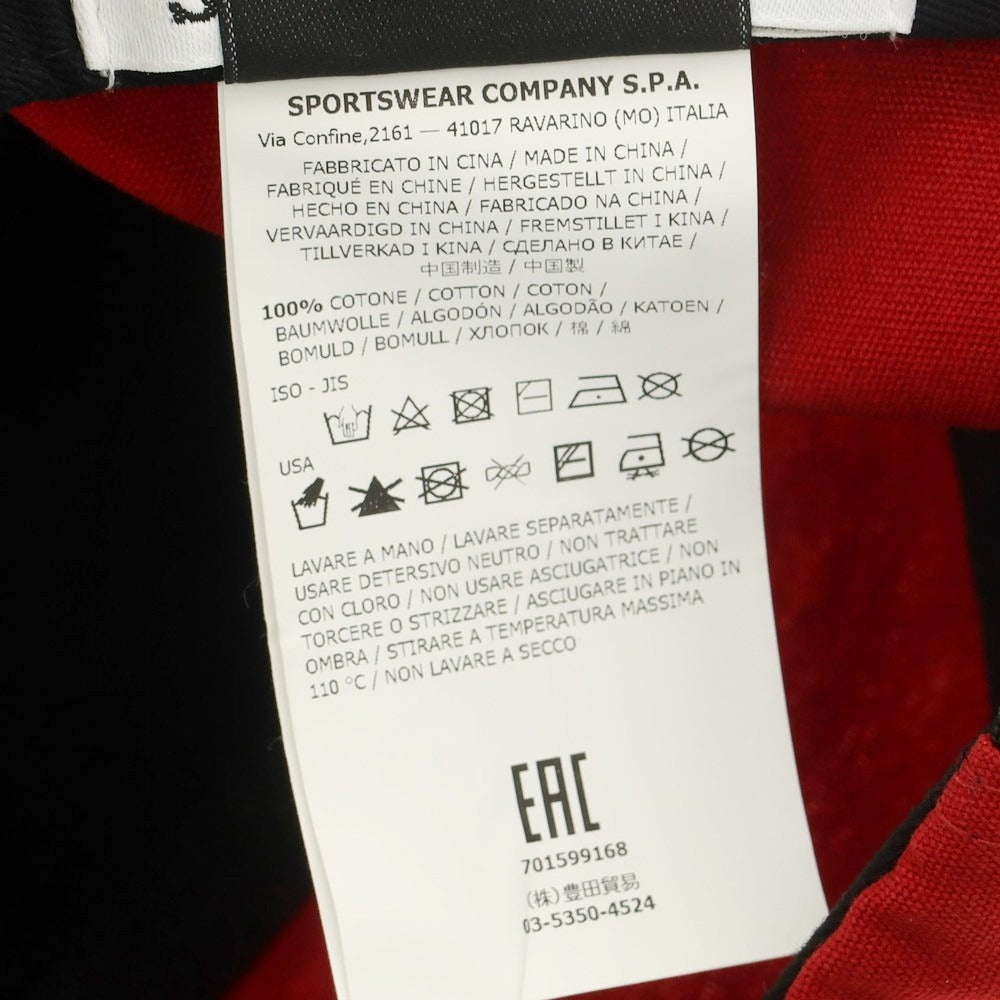 SPORTSWEAR COMPANY S.P.A.
Via Confine,2161 — 41017 RAVARINO (MO) ITALIA
FABBRICATO IN CINA / MADE IN CHINA /
FABRIQUÉ EN CHINE / HERGESTELLT IN CHINA /
HECHO EN CHINA / FABRICADO NA CHINA /
VERVAARDIGD IN CHINA / FREMSTILLET I KINA /
TILLVERKAD I KINA / СДЕЛАНО В КИТАЕ /
中国制造 / 中国製
100% COTONE / COTTON / COTON /
BAUMWOLLE / ALGODÓN / ALGODÃO / KATOEN /
BOMULD / BOMULL / ХЛОПОК / 棉 / 綿
ISO - JIS
USA
LAVARE A MANO / LAVARE SEPARATAMENTE /
USARE DETERSIVO NEUTRO / NON TRATTARE
CON CLORO / NON USARE ASCIUGATRICE / NON
TORCERE O STRIZZARE / ASCIUGARE IN PIANO IN
OMBRA / STIRARE A TEMPERATURA MASSIMA
110 °C / NON LAVARE A SECCO
EAC
701599168
(株)豊田貿易
03-5350-4524